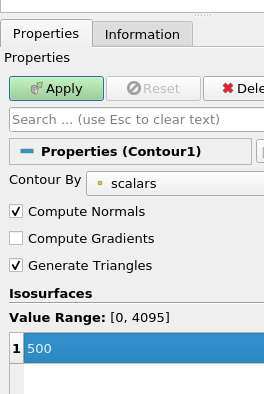 Properties Information
Properties
Apply Reset Dele
Search ... (use Esc to clear text)
Properties (Contour1)
Contour By scalars
Compute Normals
Compute Gradients
Generate Triangles
Isosurfaces
Value Range: [0, 4095]
1 500